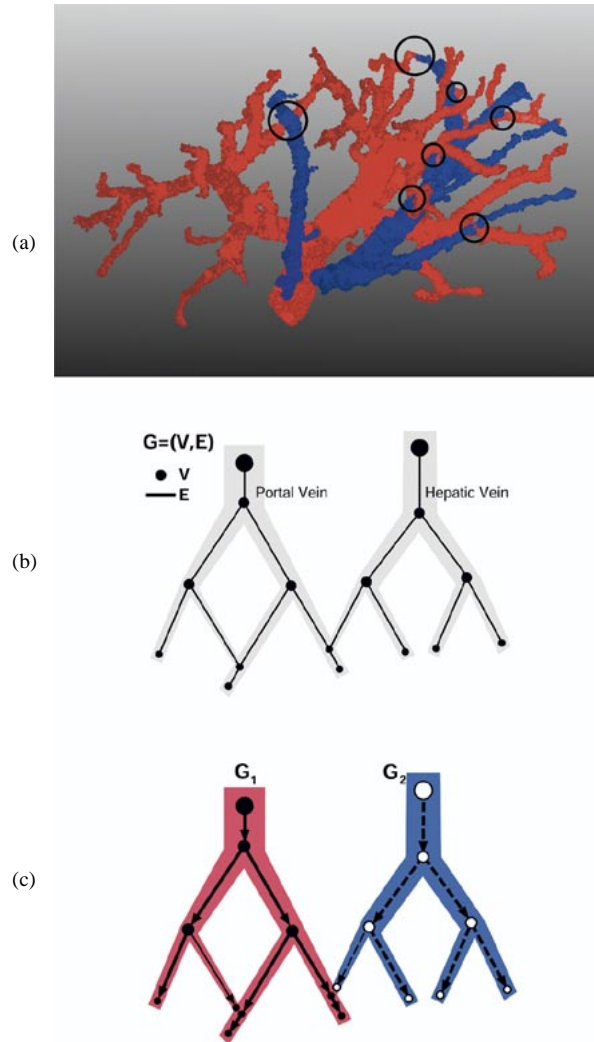 (a)
G=(V,E)
V
E
Portal Vein
Hepatic Vein
(b)
G1
G2
(c)